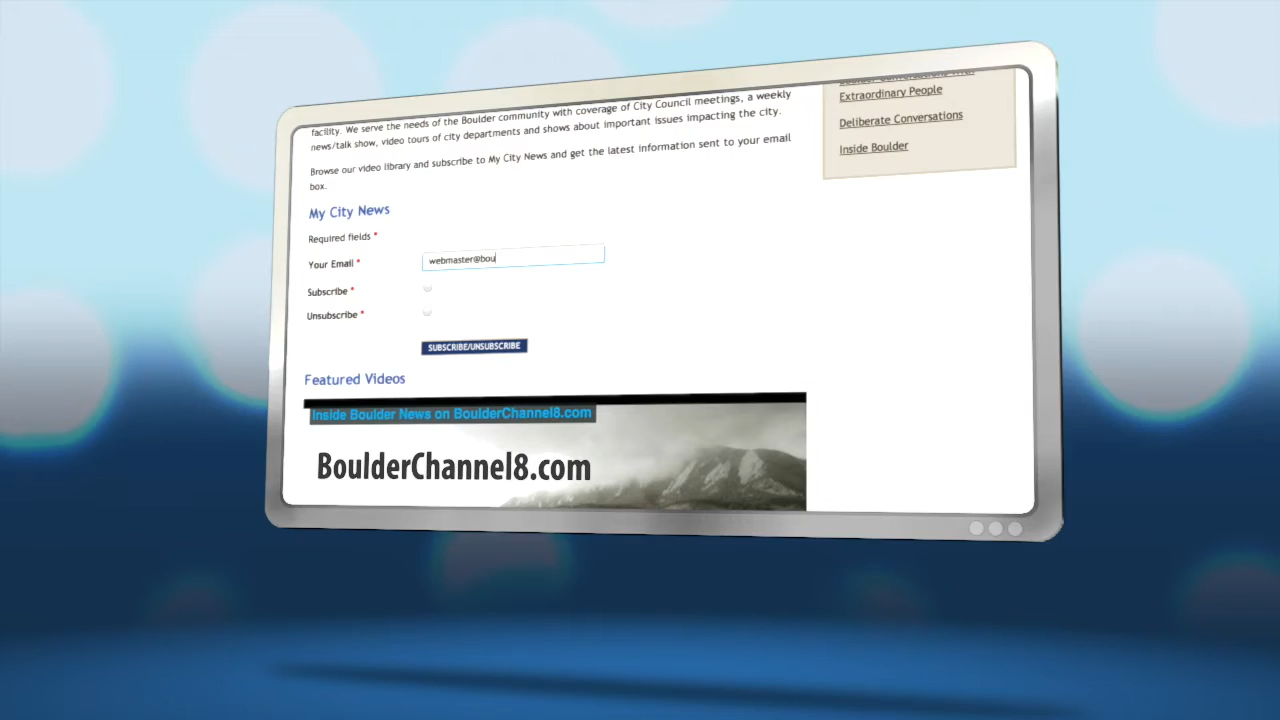 Extraordinary People
Deliberate Conversations
Inside Boulder
facility. We serve the needs of the Boulder community with coverage of City Council meetings, a weekly
news/talk show, video tours of city departments and shows about important issues impacting the city.
Browse our video library and subscribe to My City News and get the latest information sent to your email
box.
My City News
Required fields *
Your Email * webmaster@bou
Subscribe *
Unsubscribe *
SUBSCRIBE/UNSUBSCRIBE
Featured Videos
Inside Boulder News on BoulderChannel8.com
BoulderChannel8.com